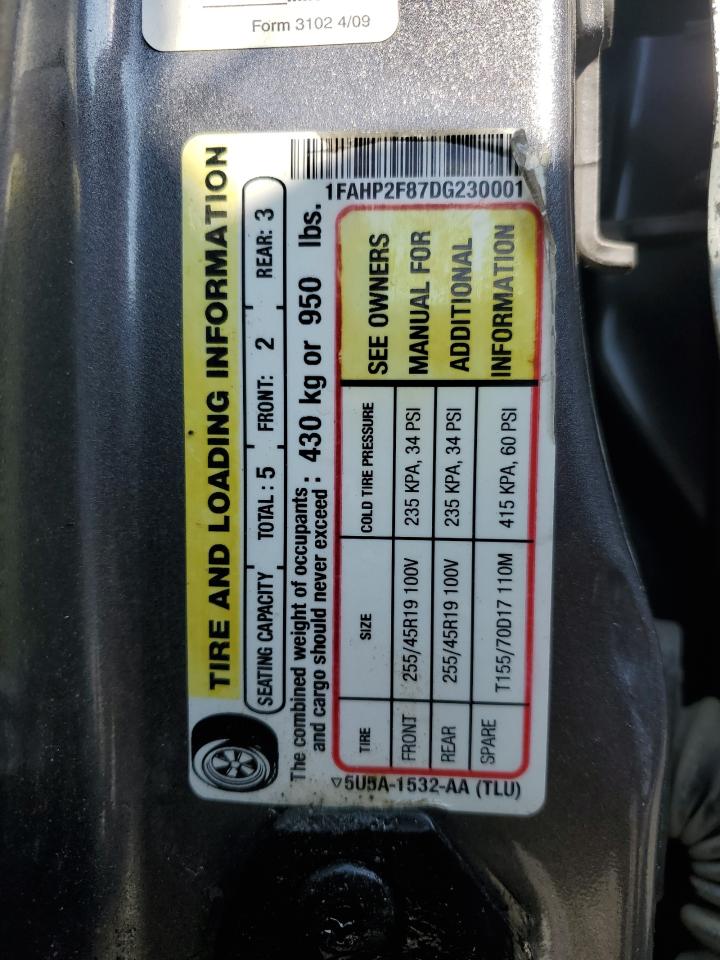 Form 3102 4/09
TIRE AND LOADING INFORMATION
SEATING CAPACITY TOTAL : 5 FRONT: 2 REAR: 3
The combined weight of occupants
and cargo should never exceed : 430 kg or 950 lbs.
1FAHP2F87DG230001
TIRE SIZE COLD TIRE PRESSURE SEE OWNERS
FRONT 255/45R19 100V 235 KPA, 34 PSI MANUAL FOR
REAR 255/45R19 100V 235 KPA, 34 PSI ADDITIONAL
SPARE T155/70D17 110M 415 KPA, 60 PSI INFORMATION
5U5A-1532-AA (TLU)